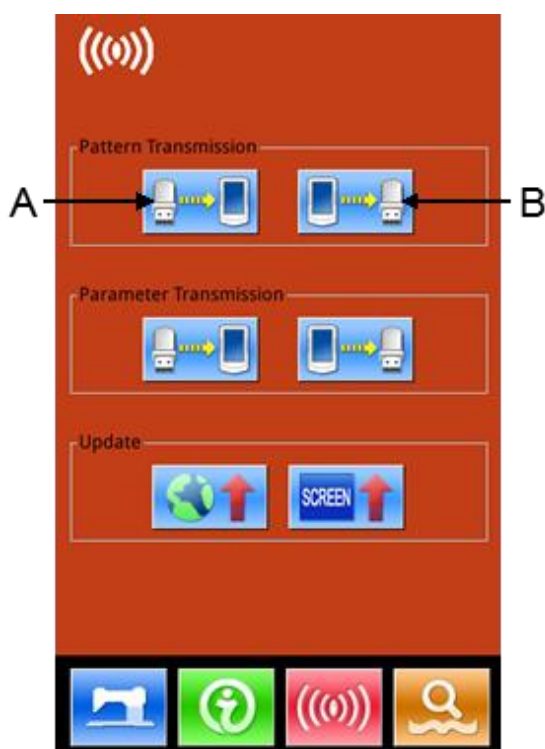 Pattern Transmission
A
B
Parameter Transmission
Update
SCREEN